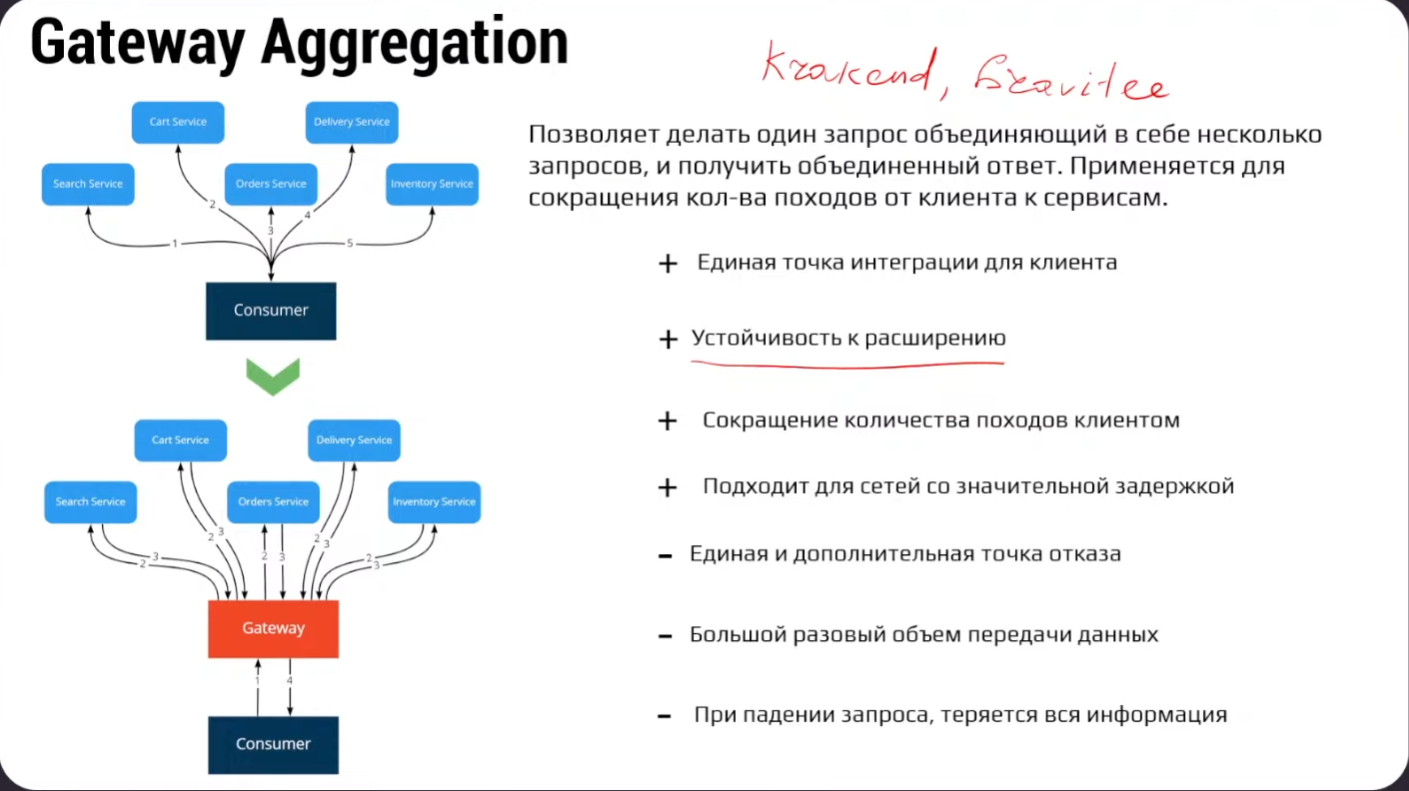 Gateway Aggregation
Krakend, Gravitee
Cart Service
Delivery Service
Search Service
Orders Service
Inventory Service
2
4
3
1
5
Consumer
Позволяет делать один запрос объединяющий в себе несколько
запросов, и получить объединенный ответ. Применяется для
сокращения кол-ва походов от клиента к сервисам.
+ Единая точка интеграции для клиента
+ Устойчивость к расширению
+ Сокращение количества походов клиентом
+ Подходит для сетей со значительной задержкой
- Единая и дополнительная точка отказа
- Большой разовый объем передачи данных
- При падении запроса, теряется вся информация
Cart Service
Delivery Service
Search Service
Orders Service
Inventory Service
3
2
2
3
2
3
2
3
2
3
Gateway
1
4
Consumer